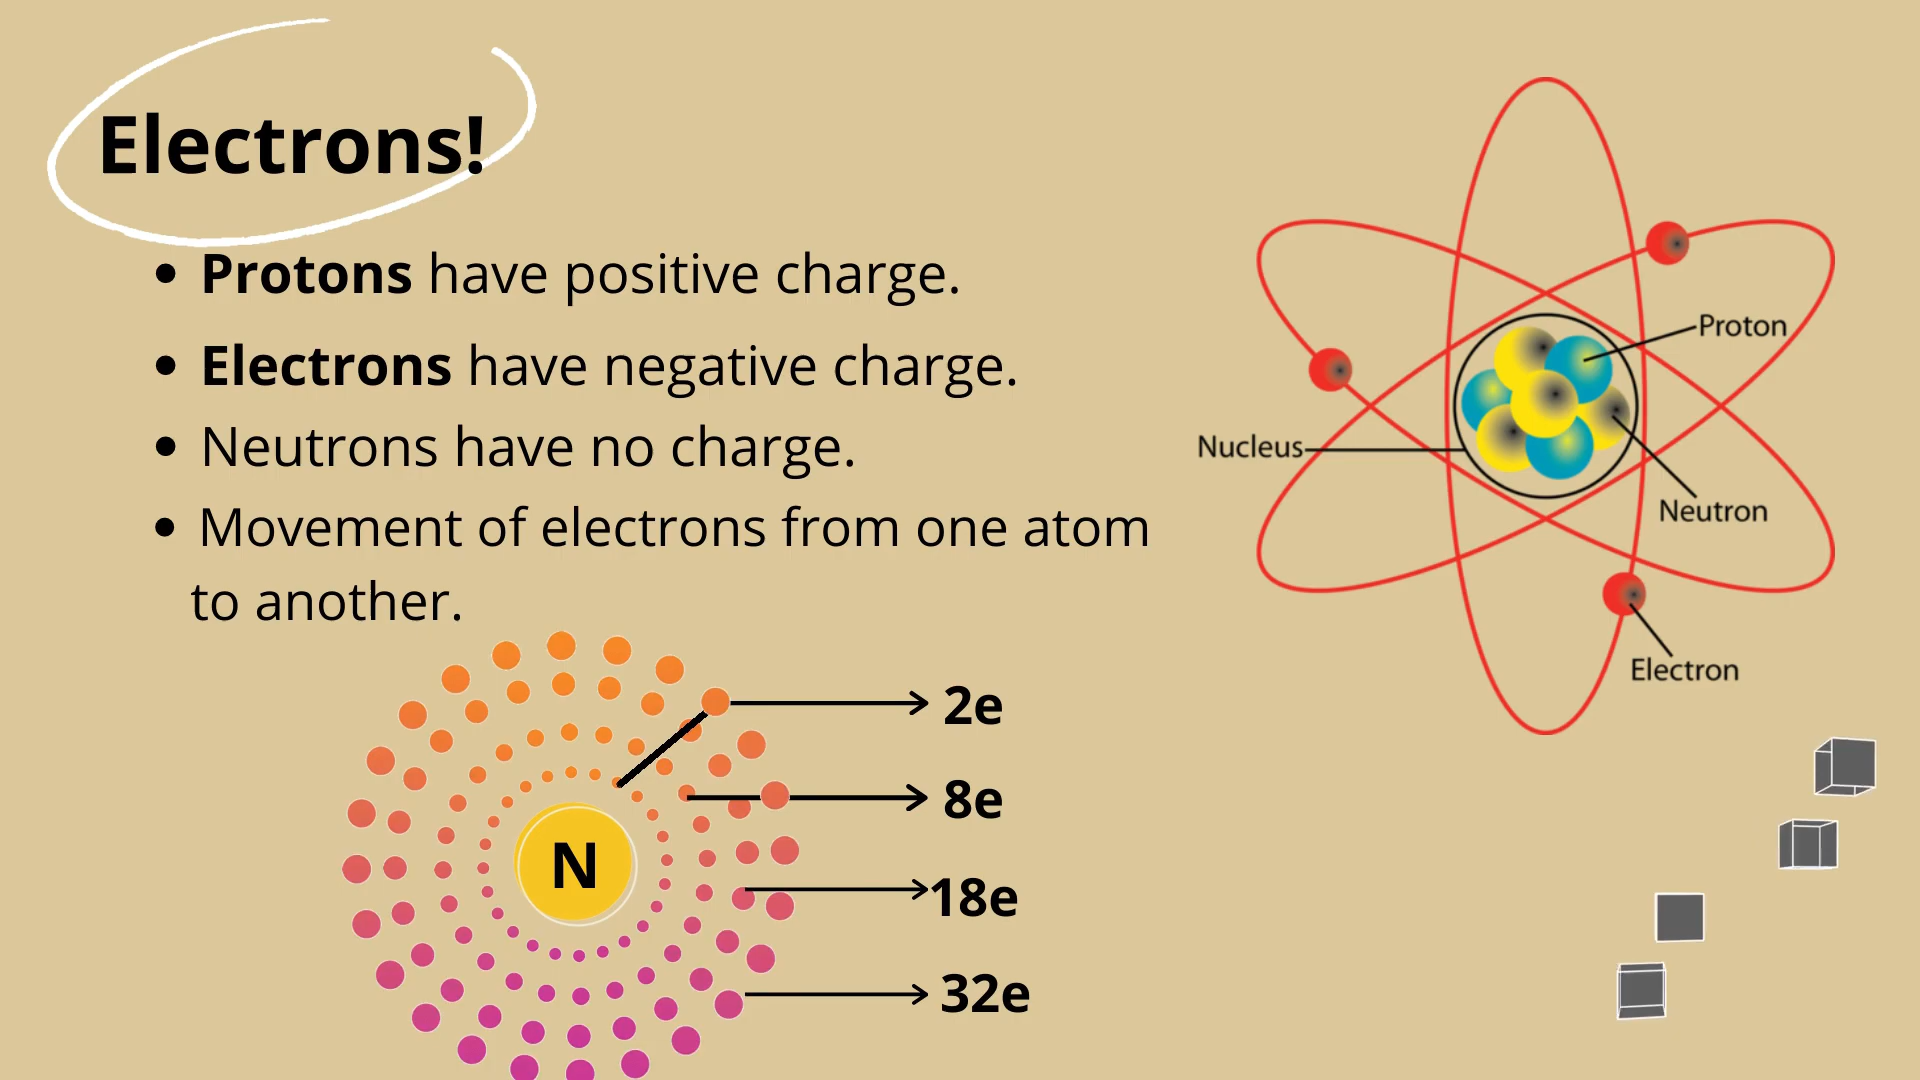 Electrons!
• Protons have positive charge.
• Electrons have negative charge.
• Neutrons have no charge.
• Movement of electrons from one atom
to another.
Proton
Nucleus
Neutron
Electron
2e
8e
N
18e
32e